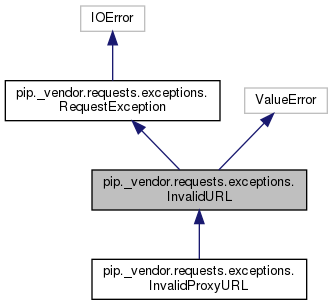 IOError
pip._vendor.requests.exceptions.
RequestException
ValueError
pip._vendor.requests.exceptions.
InvalidURL
pip._vendor.requests.exceptions.
InvalidProxyURL